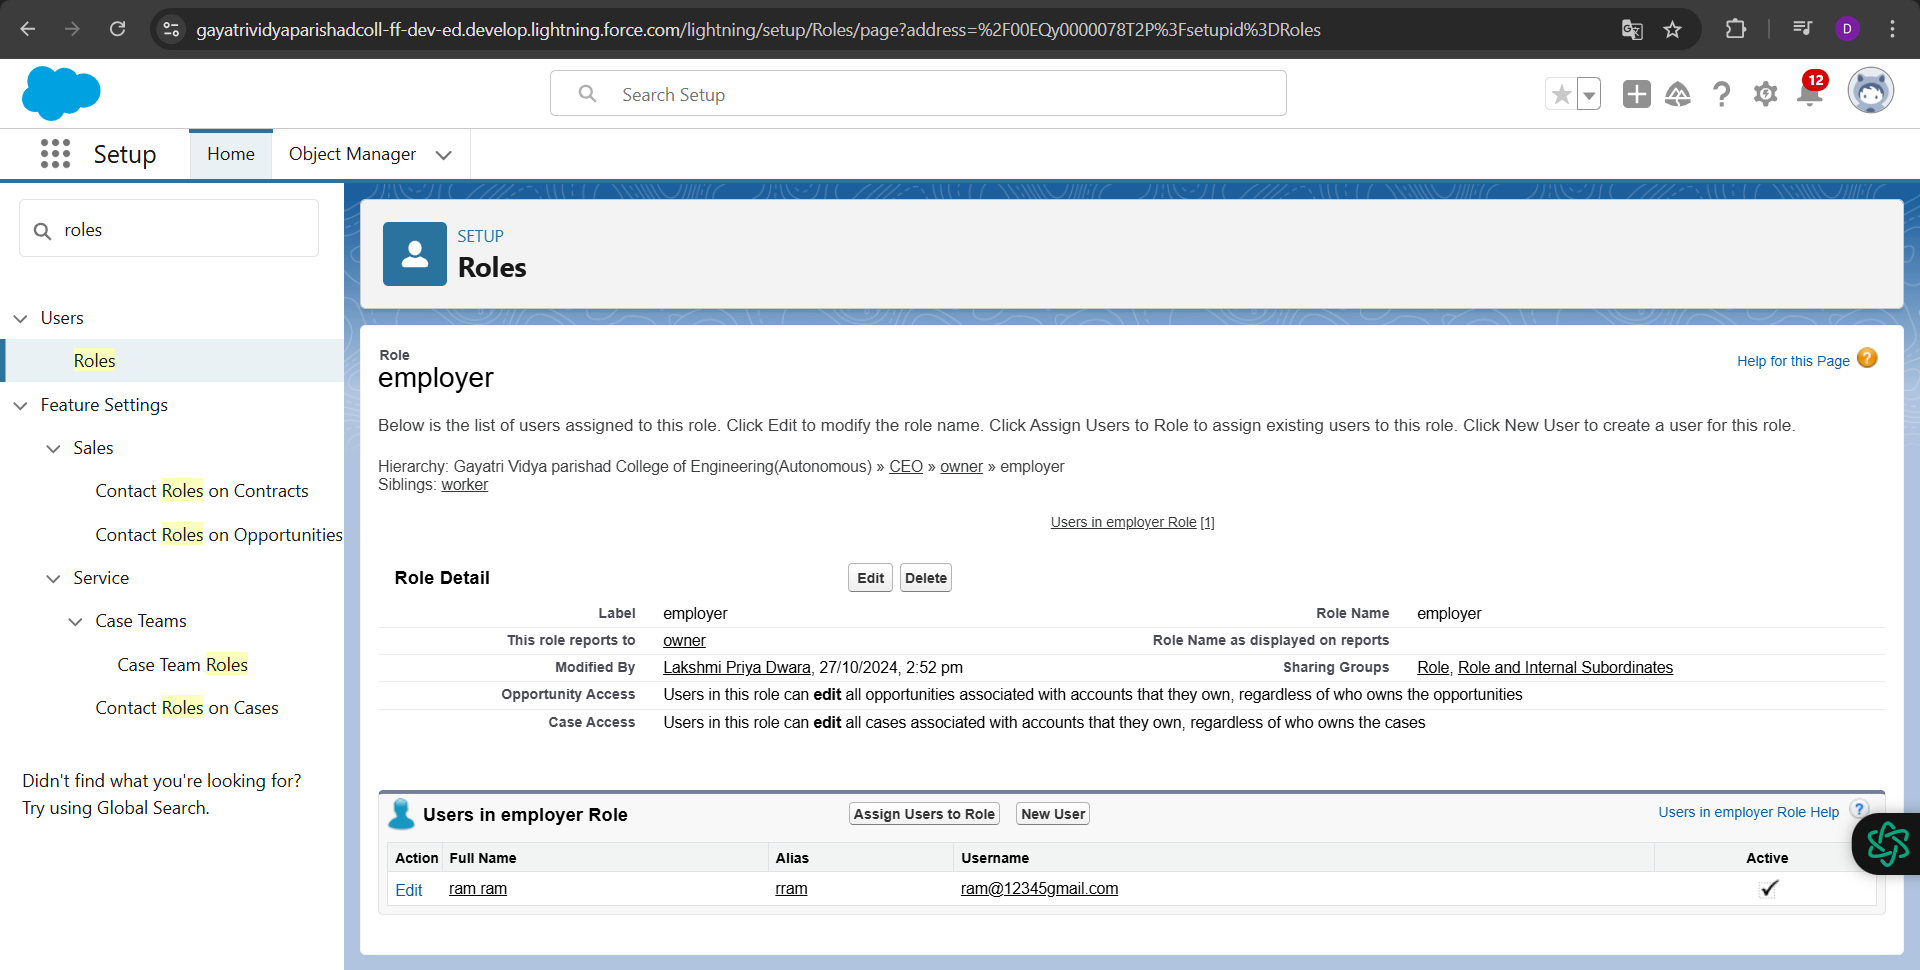 gayatrividyaparishadcoll-ff-dev-ed.develop.lightning.force.com/lightning/setup/Roles/page?address=%2F00EQy0000078T2P%3Fsetupid%3DRoles
D
Search Setup
12
Setup
Home
Object Manager
roles
Users
Roles
Feature Settings
Sales
Contact Roles on Contracts
Contact Roles on Opportunities
Service
Case Teams
Case Team Roles
Contact Roles on Cases
Didn't find what you're looking for?
Try using Global Search.
SETUP
Roles
Role
employer
Help for this Page ?
Below is the list of users assigned to this role. Click Edit to modify the role name. Click Assign Users to Role to assign existing users to this role. Click New User to create a user for this role.
Hierarchy: Gayatri Vidya parishad College of Engineering(Autonomous) » CEO » owner » employer
Siblings: worker
Users in employer Role [1]
Role Detail Edit Delete
Label employer Role Name employer
This role reports to owner Role Name as displayed on reports
Modified By Lakshmi Priya Dwara, 27/10/2024, 2:52 pm Sharing Groups Role, Role and Internal Subordinates
Opportunity Access Users in this role can edit all opportunities associated with accounts that they own, regardless of who owns the opportunities
Case Access Users in this role can edit all cases associated with accounts that they own, regardless of who owns the cases
Users in employer Role Assign Users to Role New User Users in employer Role Help ?
Action Full Name Alias Username Active
Edit ram ram rram ram@12345gmail.com